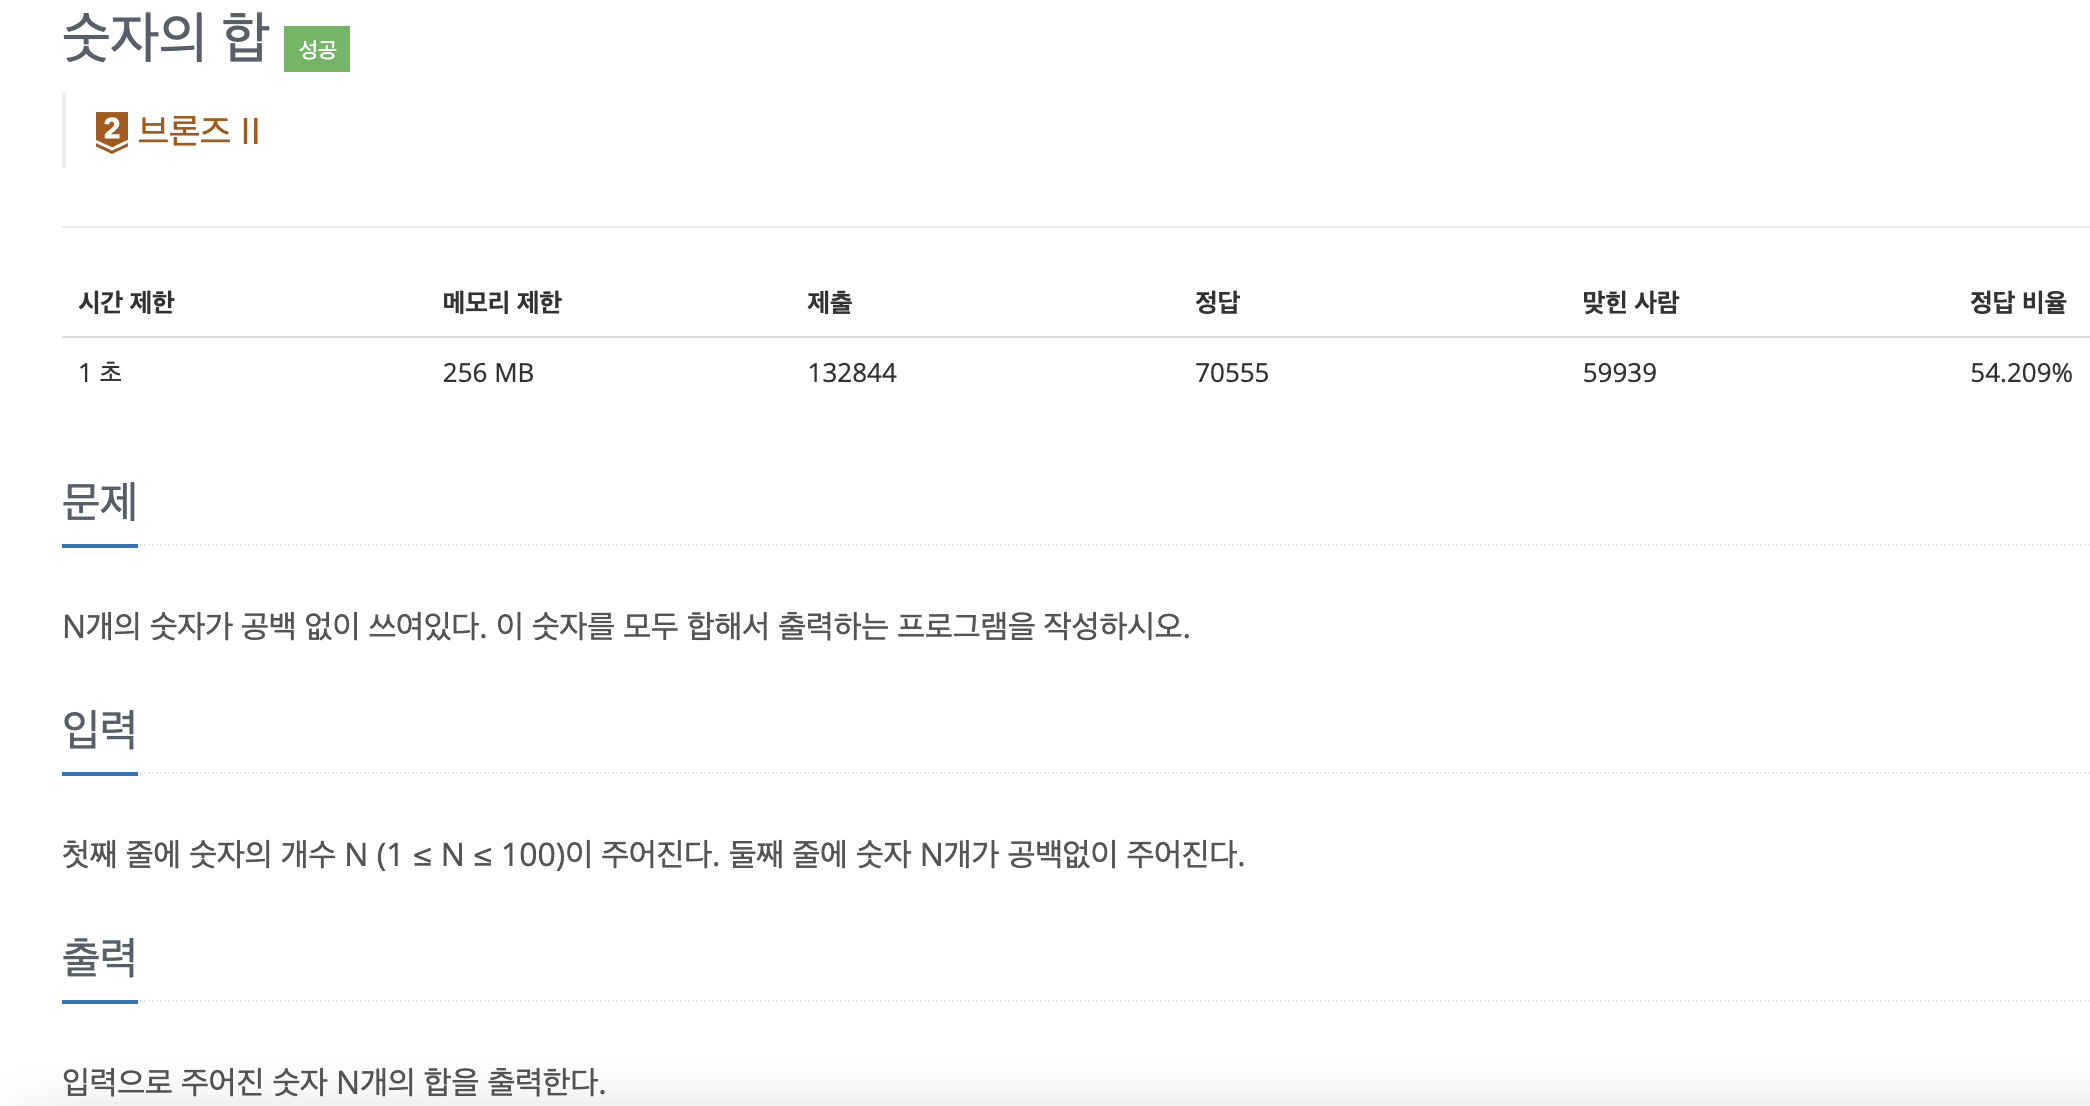 숫자의 합 성공
2 브론즈 II
시간 제한 메모리 제한 제출 정답 맞힌 사람 정답 비율
1 초 256 MB 132844 70555 59939 54.209%
문제
N개의 숫자가 공백 없이 쓰여있다. 이 숫자를 모두 합해서 출력하는 프로그램을 작성하시오.
입력
첫째 줄에 숫자의 개수 N (1 ≤ N ≤ 100)이 주어진다. 둘째 줄에 숫자 N개가 공백없이 주어진다.
출력
입력으로 주어진 숫자 N개의 합을 출력한다.